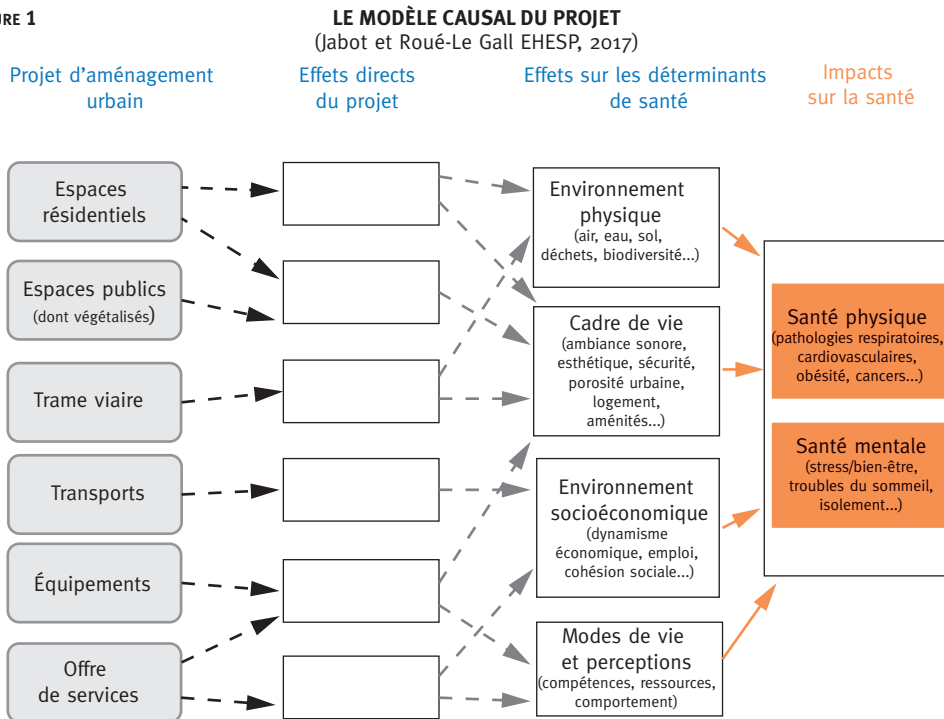 URE 1
LE MODÈLE CAUSAL DU PROJET
(Jabot et Roué-Le Gall EHESP, 2017)
Projet d'aménagement
urbain
Effets directs
du projet
Effets sur les déterminants
de santé
Impacts
sur la santé
Espaces
résidentiels
Espaces publics
(dont végétalisés)
Trame viaire
Transports
Équipements
Offre
de services
Environnement
physique
(air, eau, sol,
déchets, biodiversité...)
Cadre de vie
(ambiance sonore,
esthétique, sécurité,
porosité urbaine,
logement,
aménités...)
Environnement
socioéconomique
(dynamisme
économique, emploi,
cohésion sociale...)
Modes de vie
et perceptions
(compétences, ressources,
comportement)
Santé physique
(pathologies respiratoires,
cardiovasculaires,
obésité, cancers...)
Santé mentale
(stress/bien-être,
troubles du sommeil,
isolement...)